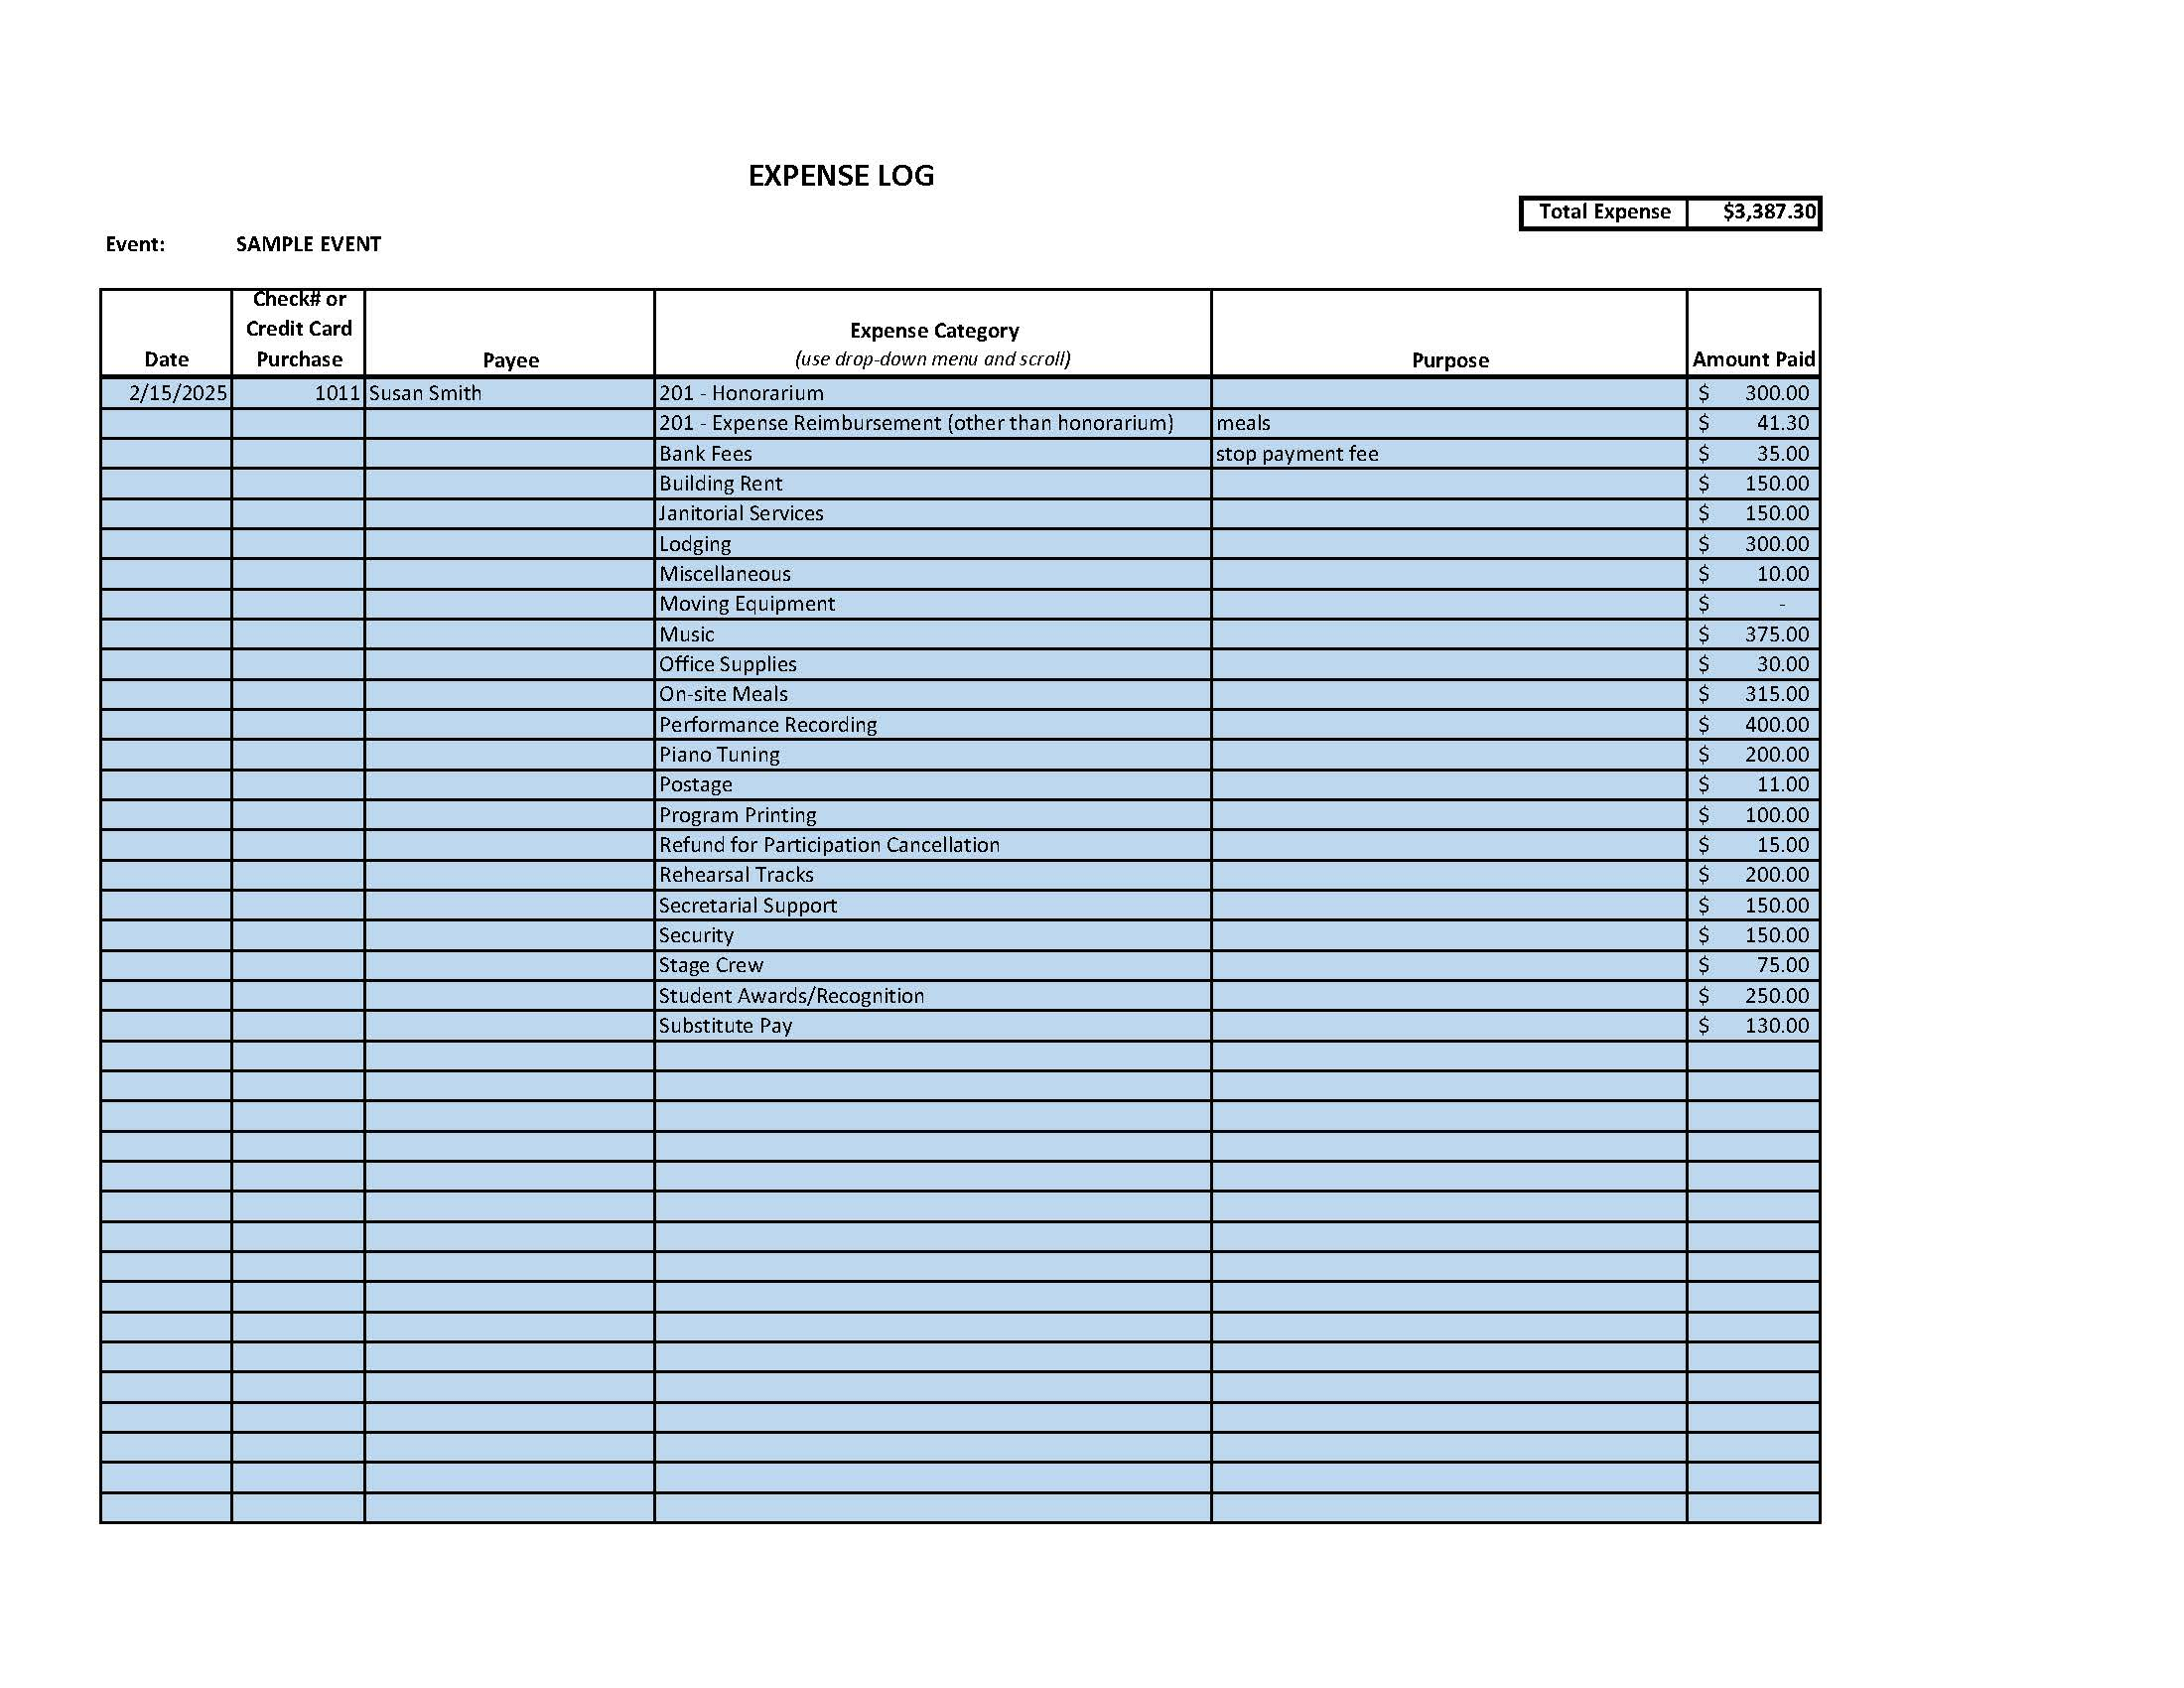 EXPENSE LOG
Total Expense $3,387.30
Event: SAMPLE EVENT
Date Check# or Credit Card Purchase Payee Expense Category (use drop-down menu and scroll) Purpose Amount Paid
2/15/2025 1011 Susan Smith 201 - Honorarium $ 300.00
201 - Expense Reimbursement (other than honorarium) meals $ 41.30
Bank Fees stop payment fee $ 35.00
Building Rent $ 150.00
Janitorial Services $ 150.00
Lodging $ 300.00
Miscellaneous $ 10.00
Moving Equipment $ -
Music $ 375.00
Office Supplies $ 30.00
On-site Meals $ 315.00
Performance Recording $ 400.00
Piano Tuning $ 200.00
Postage $ 11.00
Program Printing $ 100.00
Refund for Participation Cancellation $ 15.00
Rehearsal Tracks $ 200.00
Secretarial Support $ 150.00
Security $ 150.00
Stage Crew $ 75.00
Student Awards/Recognition $ 250.00
Substitute Pay $ 130.00